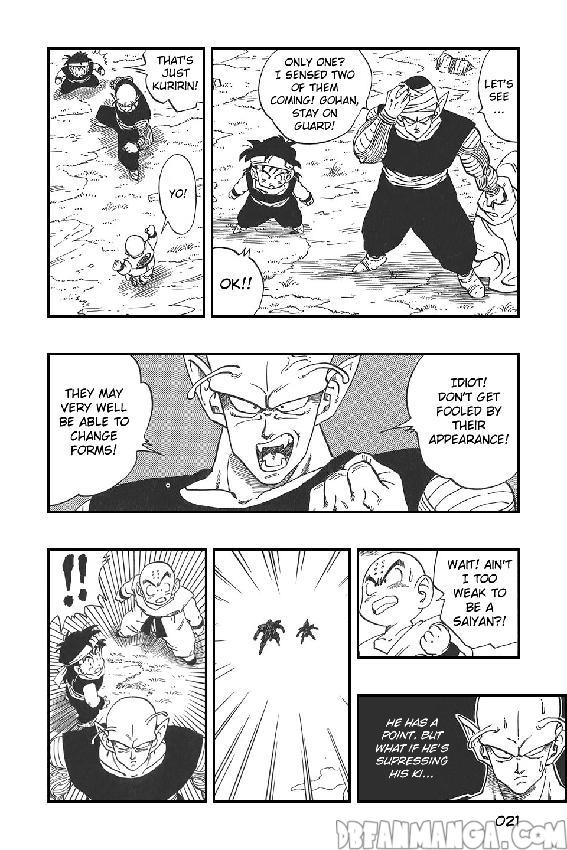 LET'S
SEE
...
ONLY ONE?
I SENSED TWO
OF THEM
COMING! GOHAN,
STAY ON
GUARD!
OK!!
THAT'S
JUST
KURIRIN!
YO!
IDIOT!
DON'T GET
FOOLED BY
THEIR
APPEARANCE!
THEY MAY
VERY WELL
BE ABLE TO
CHANGE
FORMS!
WAIT! AIN'T
I TOO
WEAK TO
BE A
SAIYAN?!
HE HAS A
POINT. BUT
WHAT IF HE'S
SUPRESSING
HIS KI...
!!
021
DBFANMANGA.COM